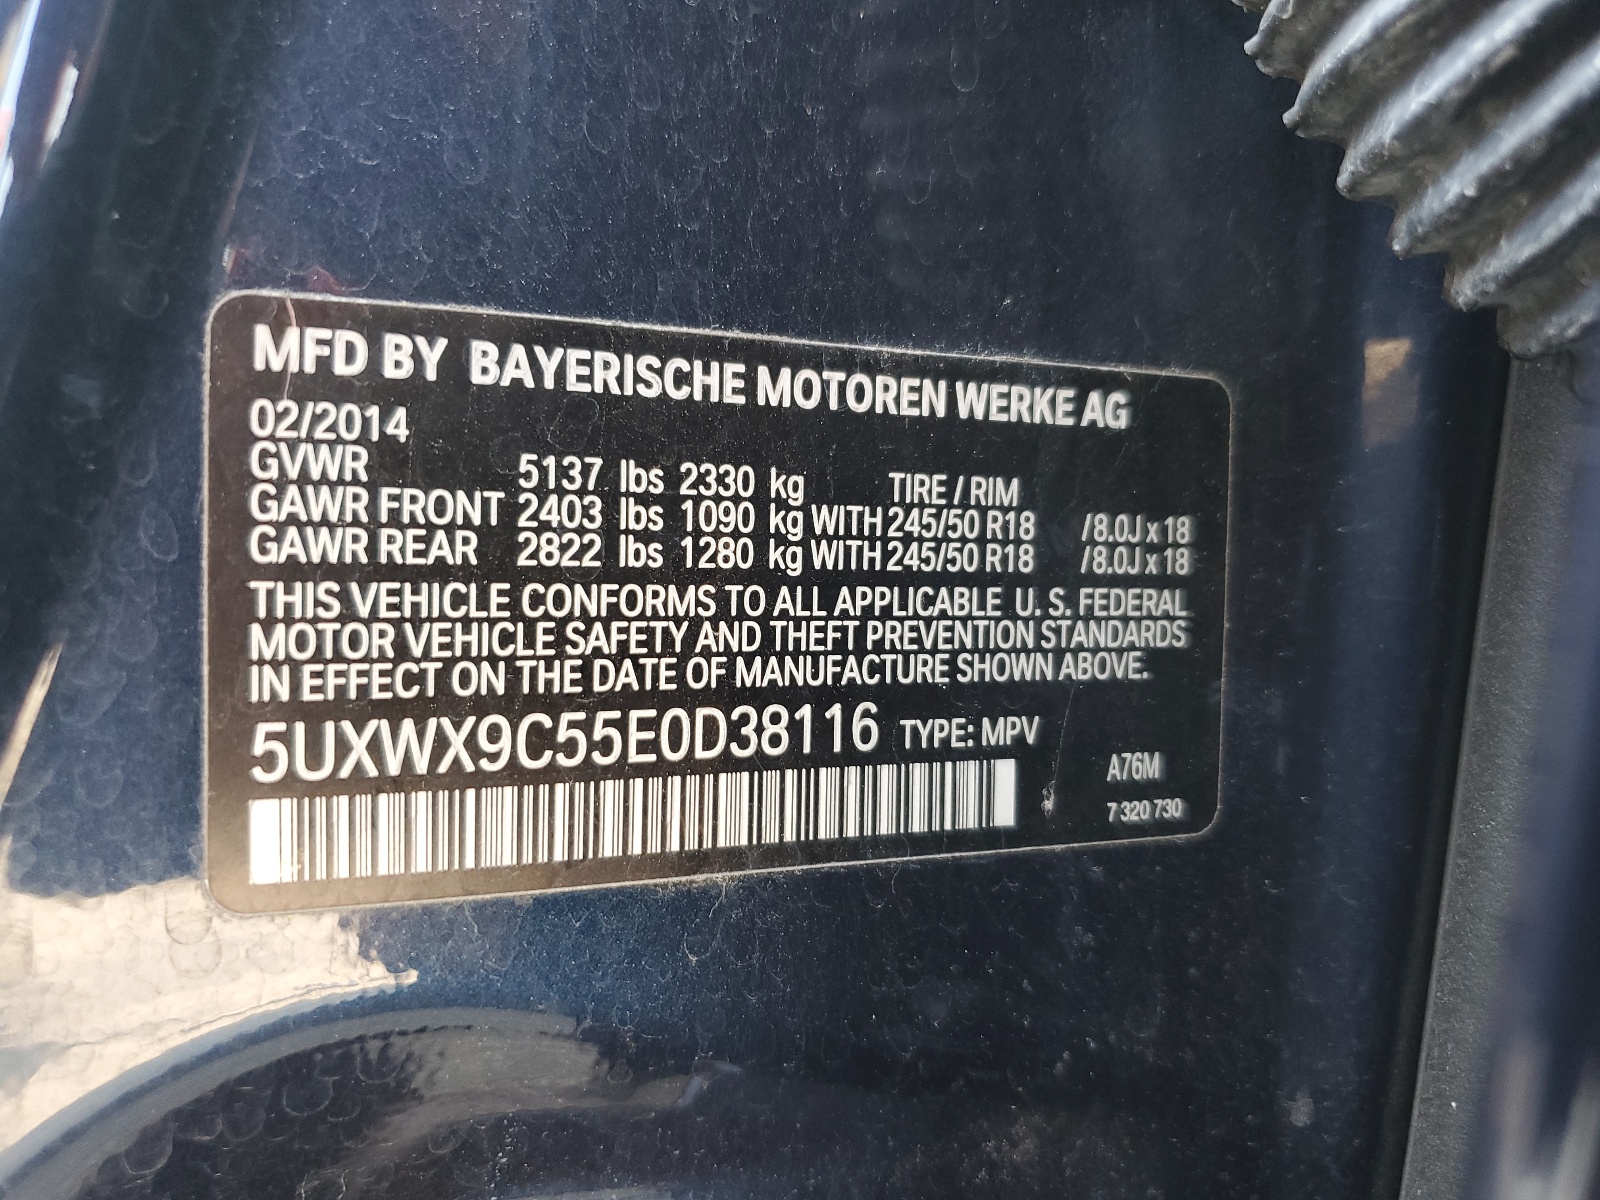 MFD BY BAYERISCHE MOTOREN WERKE AG
02/2014
GVWR 5137 lbs 2330 kg TIRE / RIM
GAWR FRONT 2403 lbs 1090 kg WITH 245/50 R18 /8.0J x 18
GAWR REAR 2822 lbs 1280 kg WITH 245/50 R18 /8.0J x 18
THIS VEHICLE CONFORMS TO ALL APPLICABLE U. S. FEDERAL
MOTOR VEHICLE SAFETY AND THEFT PREVENTION STANDARDS
IN EFFECT ON THE DATE OF MANUFACTURE SHOWN ABOVE.
5UXWX9C55E0D38116 TYPE: MPV
A76M
7 320 730